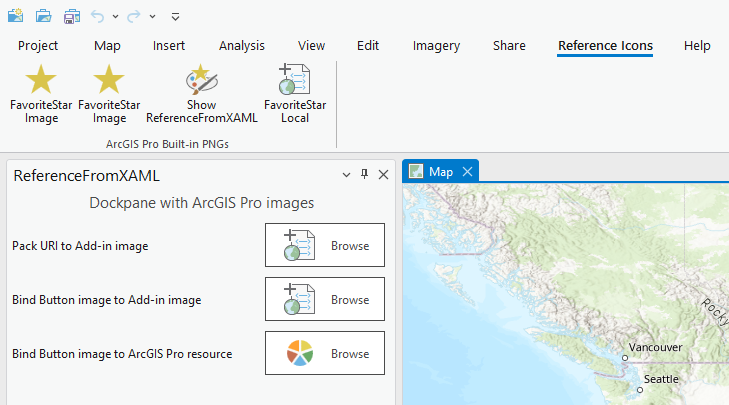 Project Map Insert Analysis View Edit Imagery Share Reference Icons Help
FavoriteStar FavoriteStar Show FavoriteStar
Image Image ReferenceFromXAML Local
ArcGIS Pro Built-in PNGs
ReferenceFromXAML
Map
Dockpane with ArcGIS Pro images
Pack URI to Add-in image Browse
Bind Button image to Add-in image Browse
Bind Button image to ArcGIS Pro resource Browse
Rocky
Vancouver
Seattle